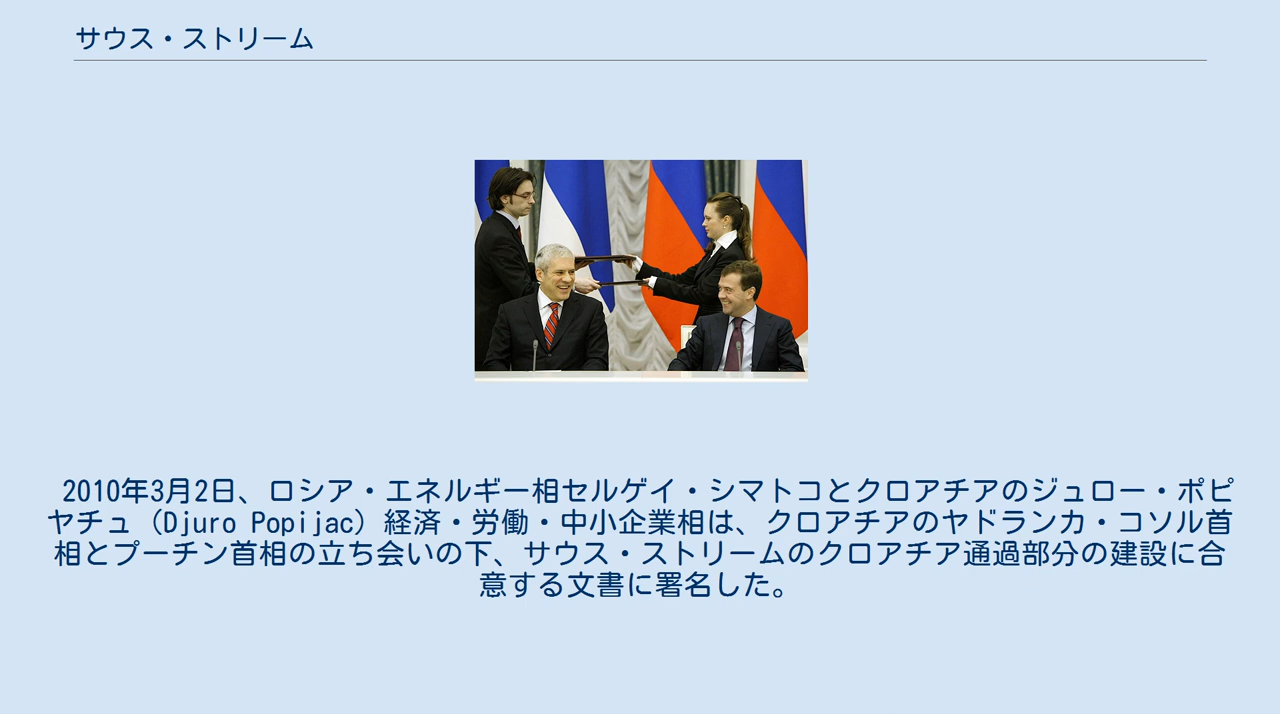 サウス・ストリーム
2010年3月2日、ロシア・エネルギー相セルゲイ・シマトコとクロアチアのジュロー・ポピ
ヤチュ（Djuro Popijac）経済・労働・中小企業相は、クロアチアのヤドランカ・コソル首
相とプーチン首相の立ち会いの下、サウス・ストリームのクロアチア通過部分の建設に合
意する文書に署名した。